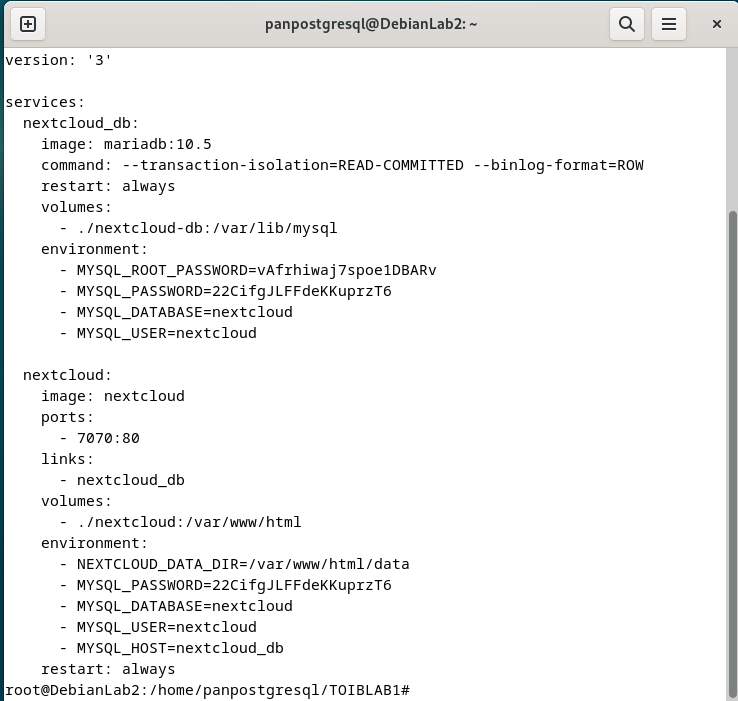 panpostgresql@DebianLab2: ~
version: '3'
services:
nextcloud_db:
image: mariadb:10.5
command: --transaction-isolation=READ-COMMITTED --binlog-format=ROW
restart: always
volumes:
- ./nextcloud-db:/var/lib/mysql
environment:
- MYSQL_ROOT_PASSWORD=vAfrhiwaj7spoe1DBARv
- MYSQL_PASSWORD=22CifgJLFFdeKKuprzT6
- MYSQL_DATABASE=nextcloud
- MYSQL_USER=nextcloud
nextcloud:
image: nextcloud
ports:
- 7070:80
links:
- nextcloud_db
volumes:
- ./nextcloud:/var/www/html
environment:
- NEXTCLOUD_DATA_DIR=/var/www/html/data
- MYSQL_PASSWORD=22CifgJLFFdeKKuprzT6
- MYSQL_DATABASE=nextcloud
- MYSQL_USER=nextcloud
- MYSQL_HOST=nextcloud_db
restart: always
root@DebianLab2:/home/panpostgresql/TOIBLAB1#